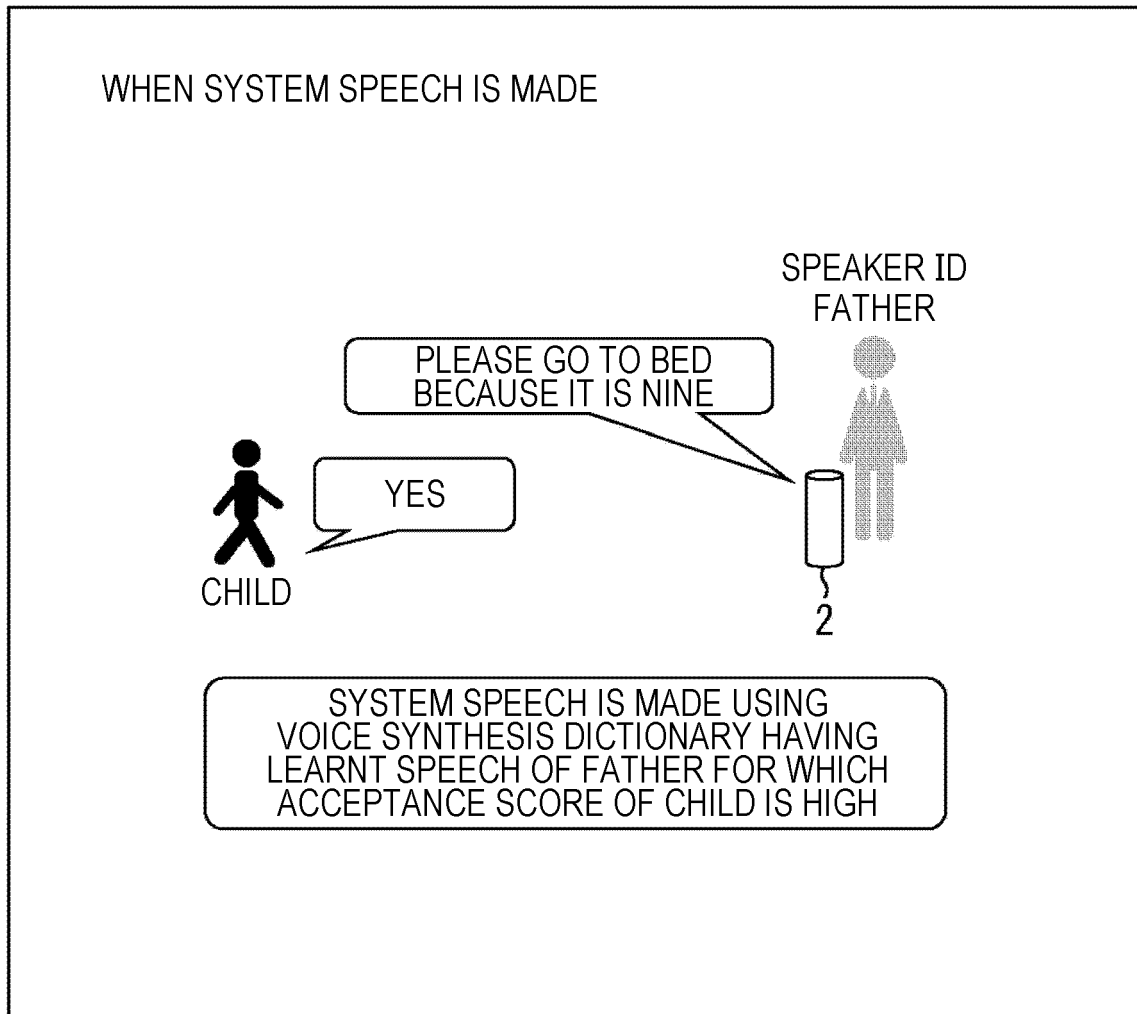 WHEN SYSTEM SPEECH IS MADE
SPEAKER ID
FATHER
PLEASE GO TO BED
BECAUSE IT IS NINE
YES
CHILD
2
SYSTEM SPEECH IS MADE USING
VOICE SYNTHESIS DICTIONARY HAVING
LEARNT SPEECH OF FATHER FOR WHICH
ACCEPTANCE SCORE OF CHILD IS HIGH